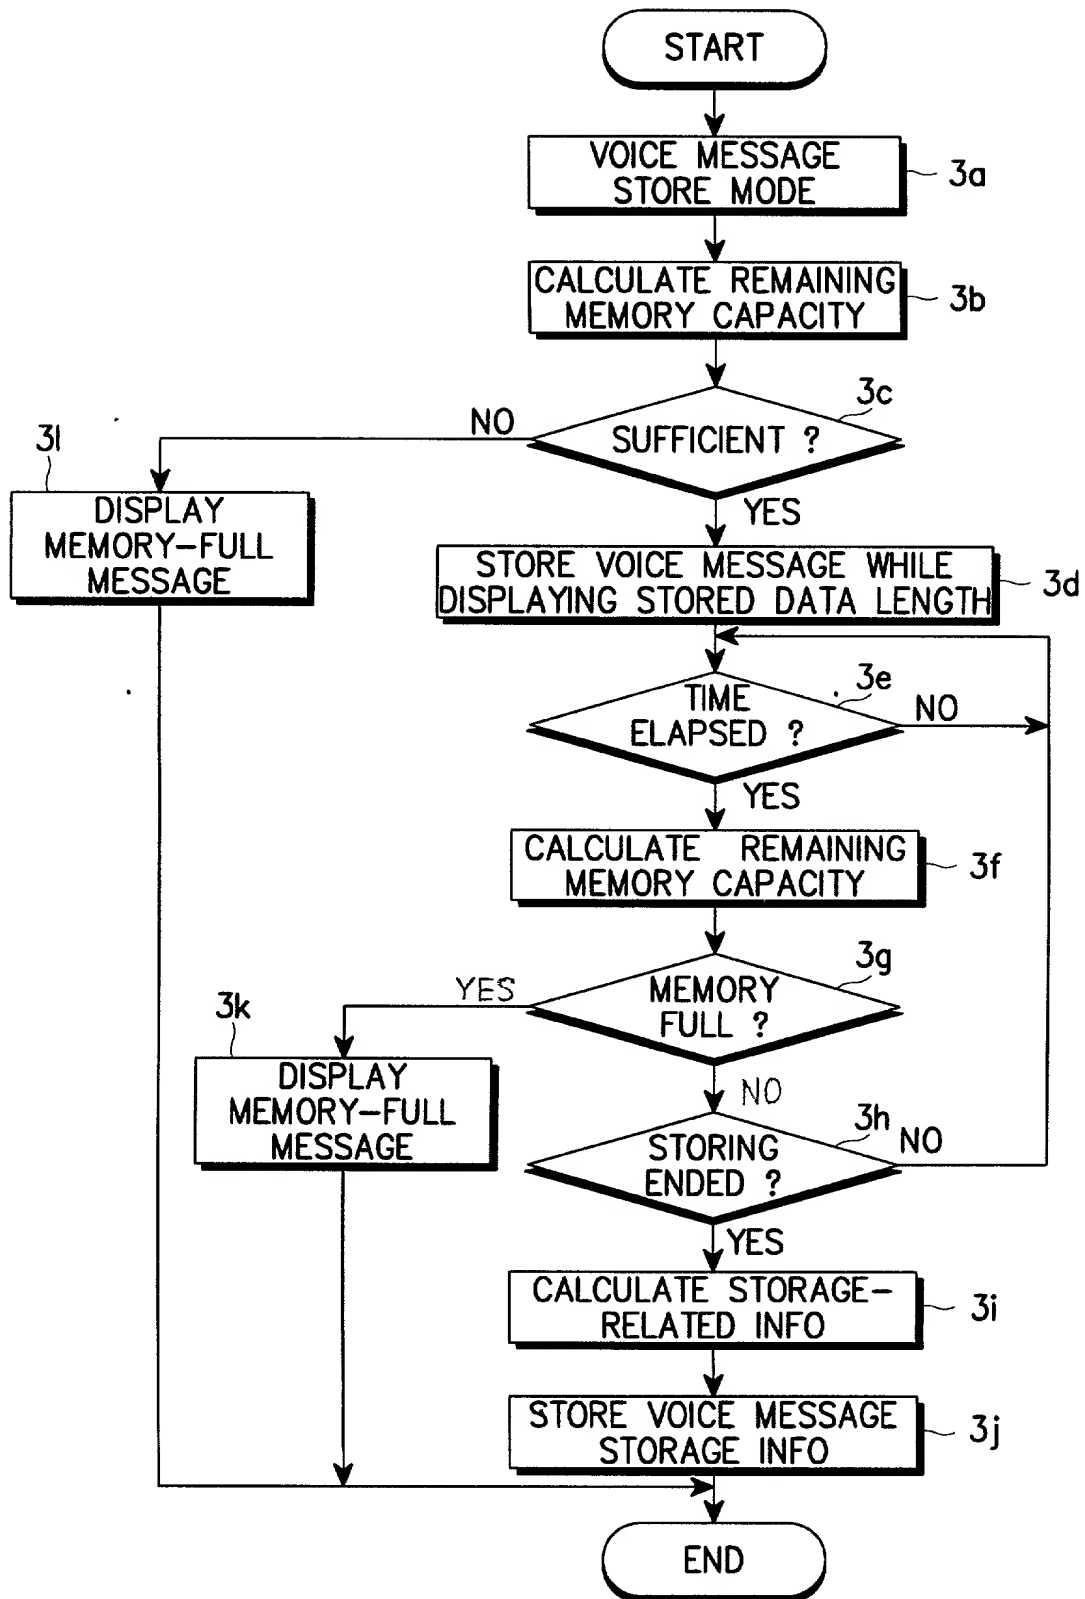 START
VOICE MESSAGE
STORE MODE
3a
CALCULATE REMAINING
MEMORY CAPACITY
3b
3c
SUFFICIENT ?
NO
YES
3l
DISPLAY
MEMORY-FULL
MESSAGE
STORE VOICE MESSAGE WHILE
DISPLAYING STORED DATA LENGTH
3d
3e
TIME
ELAPSED ?
NO
YES
CALCULATE REMAINING
MEMORY CAPACITY
3f
3g
MEMORY
FULL ?
YES
NO
3k
DISPLAY
MEMORY-FULL
MESSAGE
3h
STORING
ENDED ?
NO
YES
CALCULATE STORAGE-
RELATED INFO
3i
STORE VOICE MESSAGE
STORAGE INFO
3j
END